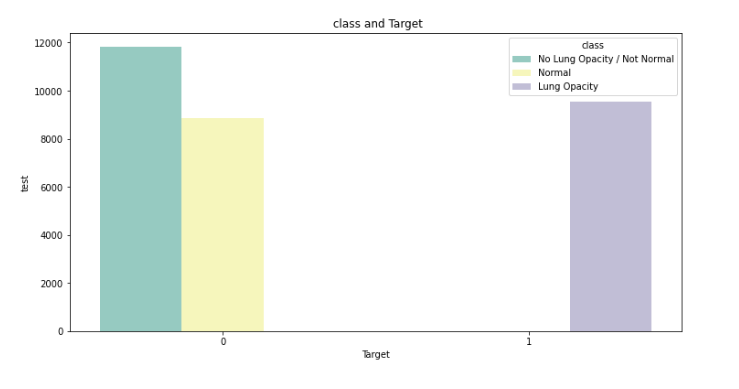 class and Target
class
No Lung Opacity / Not Normal
Normal
Lung Opacity
12000
10000
8000
6000
4000
2000
0
test
0 1
Target